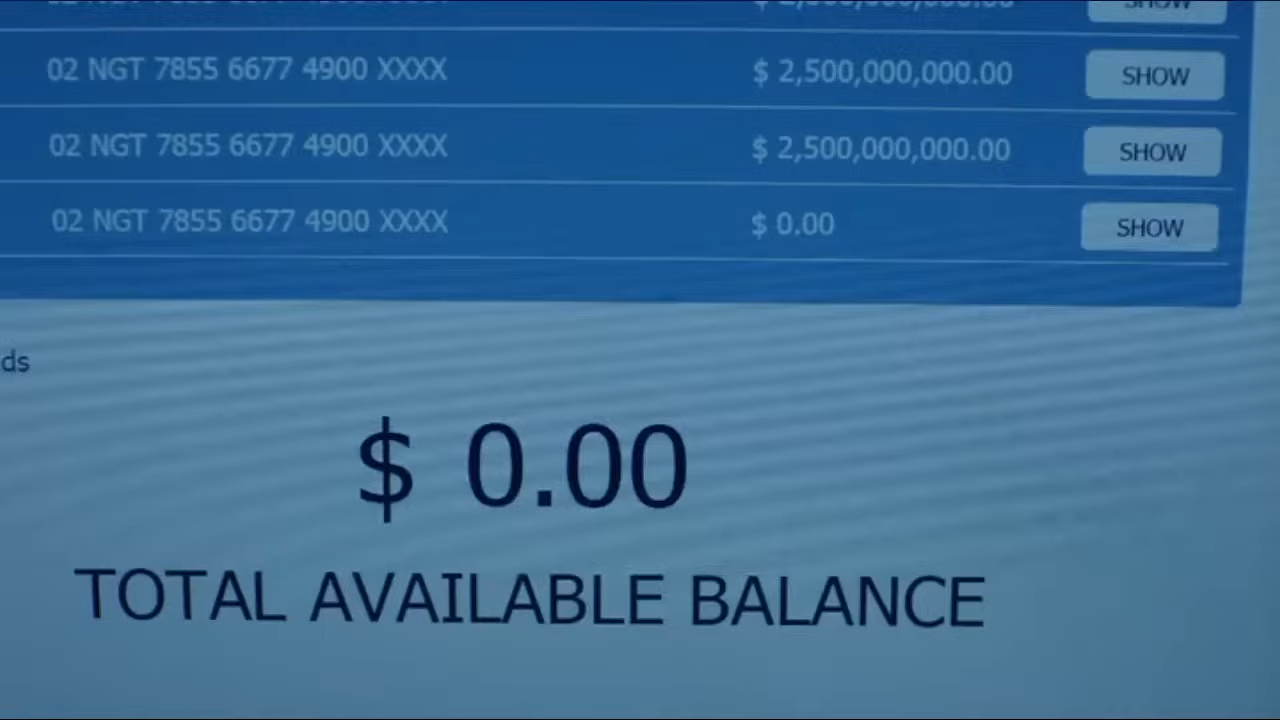 02 NGT 7855 6677 4900 XXXX $ 2,500,000,000.00 SHOW
02 NGT 7855 6677 4900 XXXX $ 2,500,000,000.00 SHOW
02 NGT 7855 6677 4900 XXXX $ 0.00 SHOW
ds
$ 0.00
TOTAL AVAILABLE BALANCE